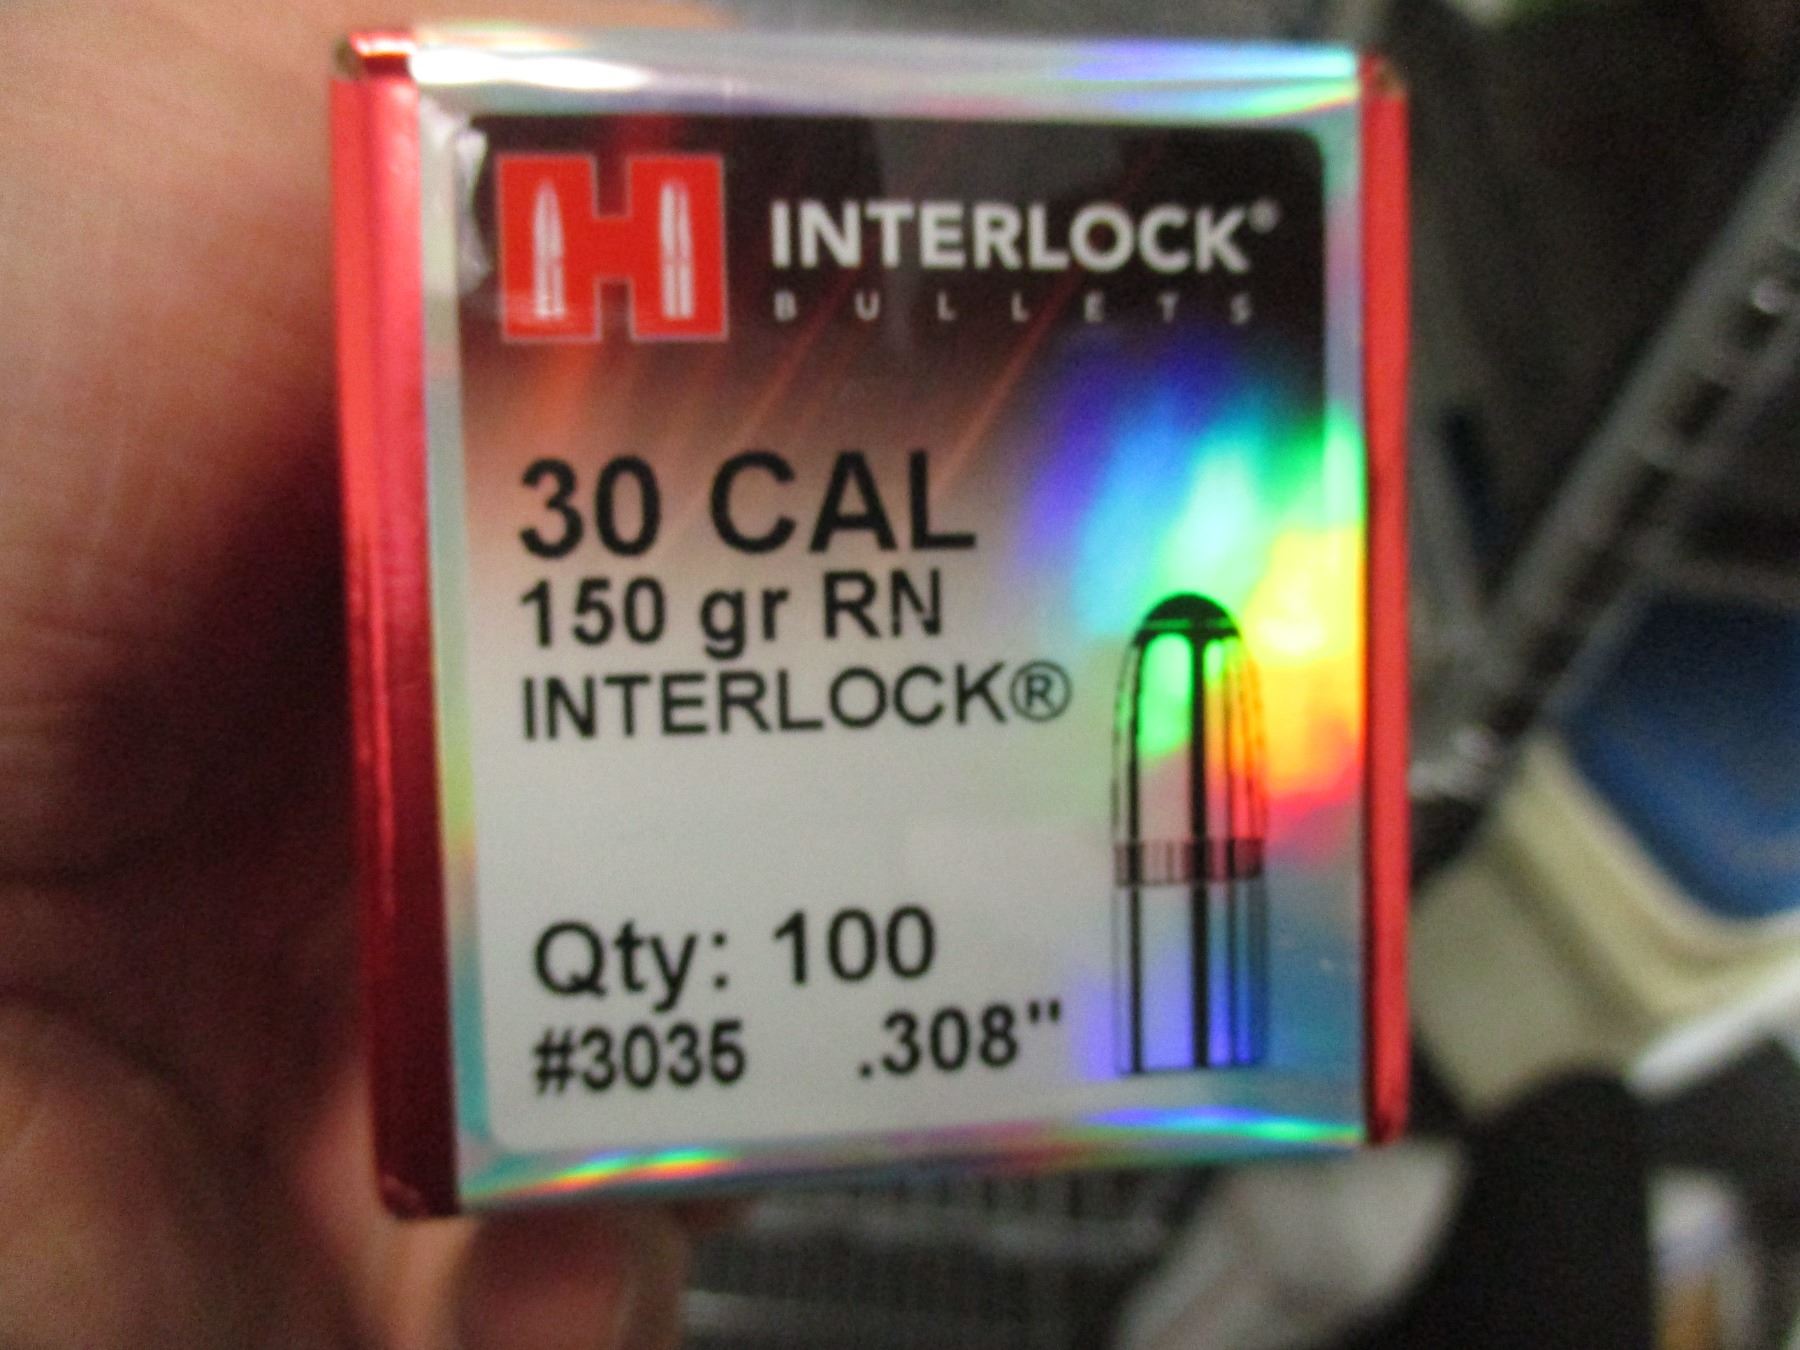 H INTERLOCK®
BULLETS
30 CAL
150 gr RN
INTERLOCK®
Qty: 100
#3035 .308"